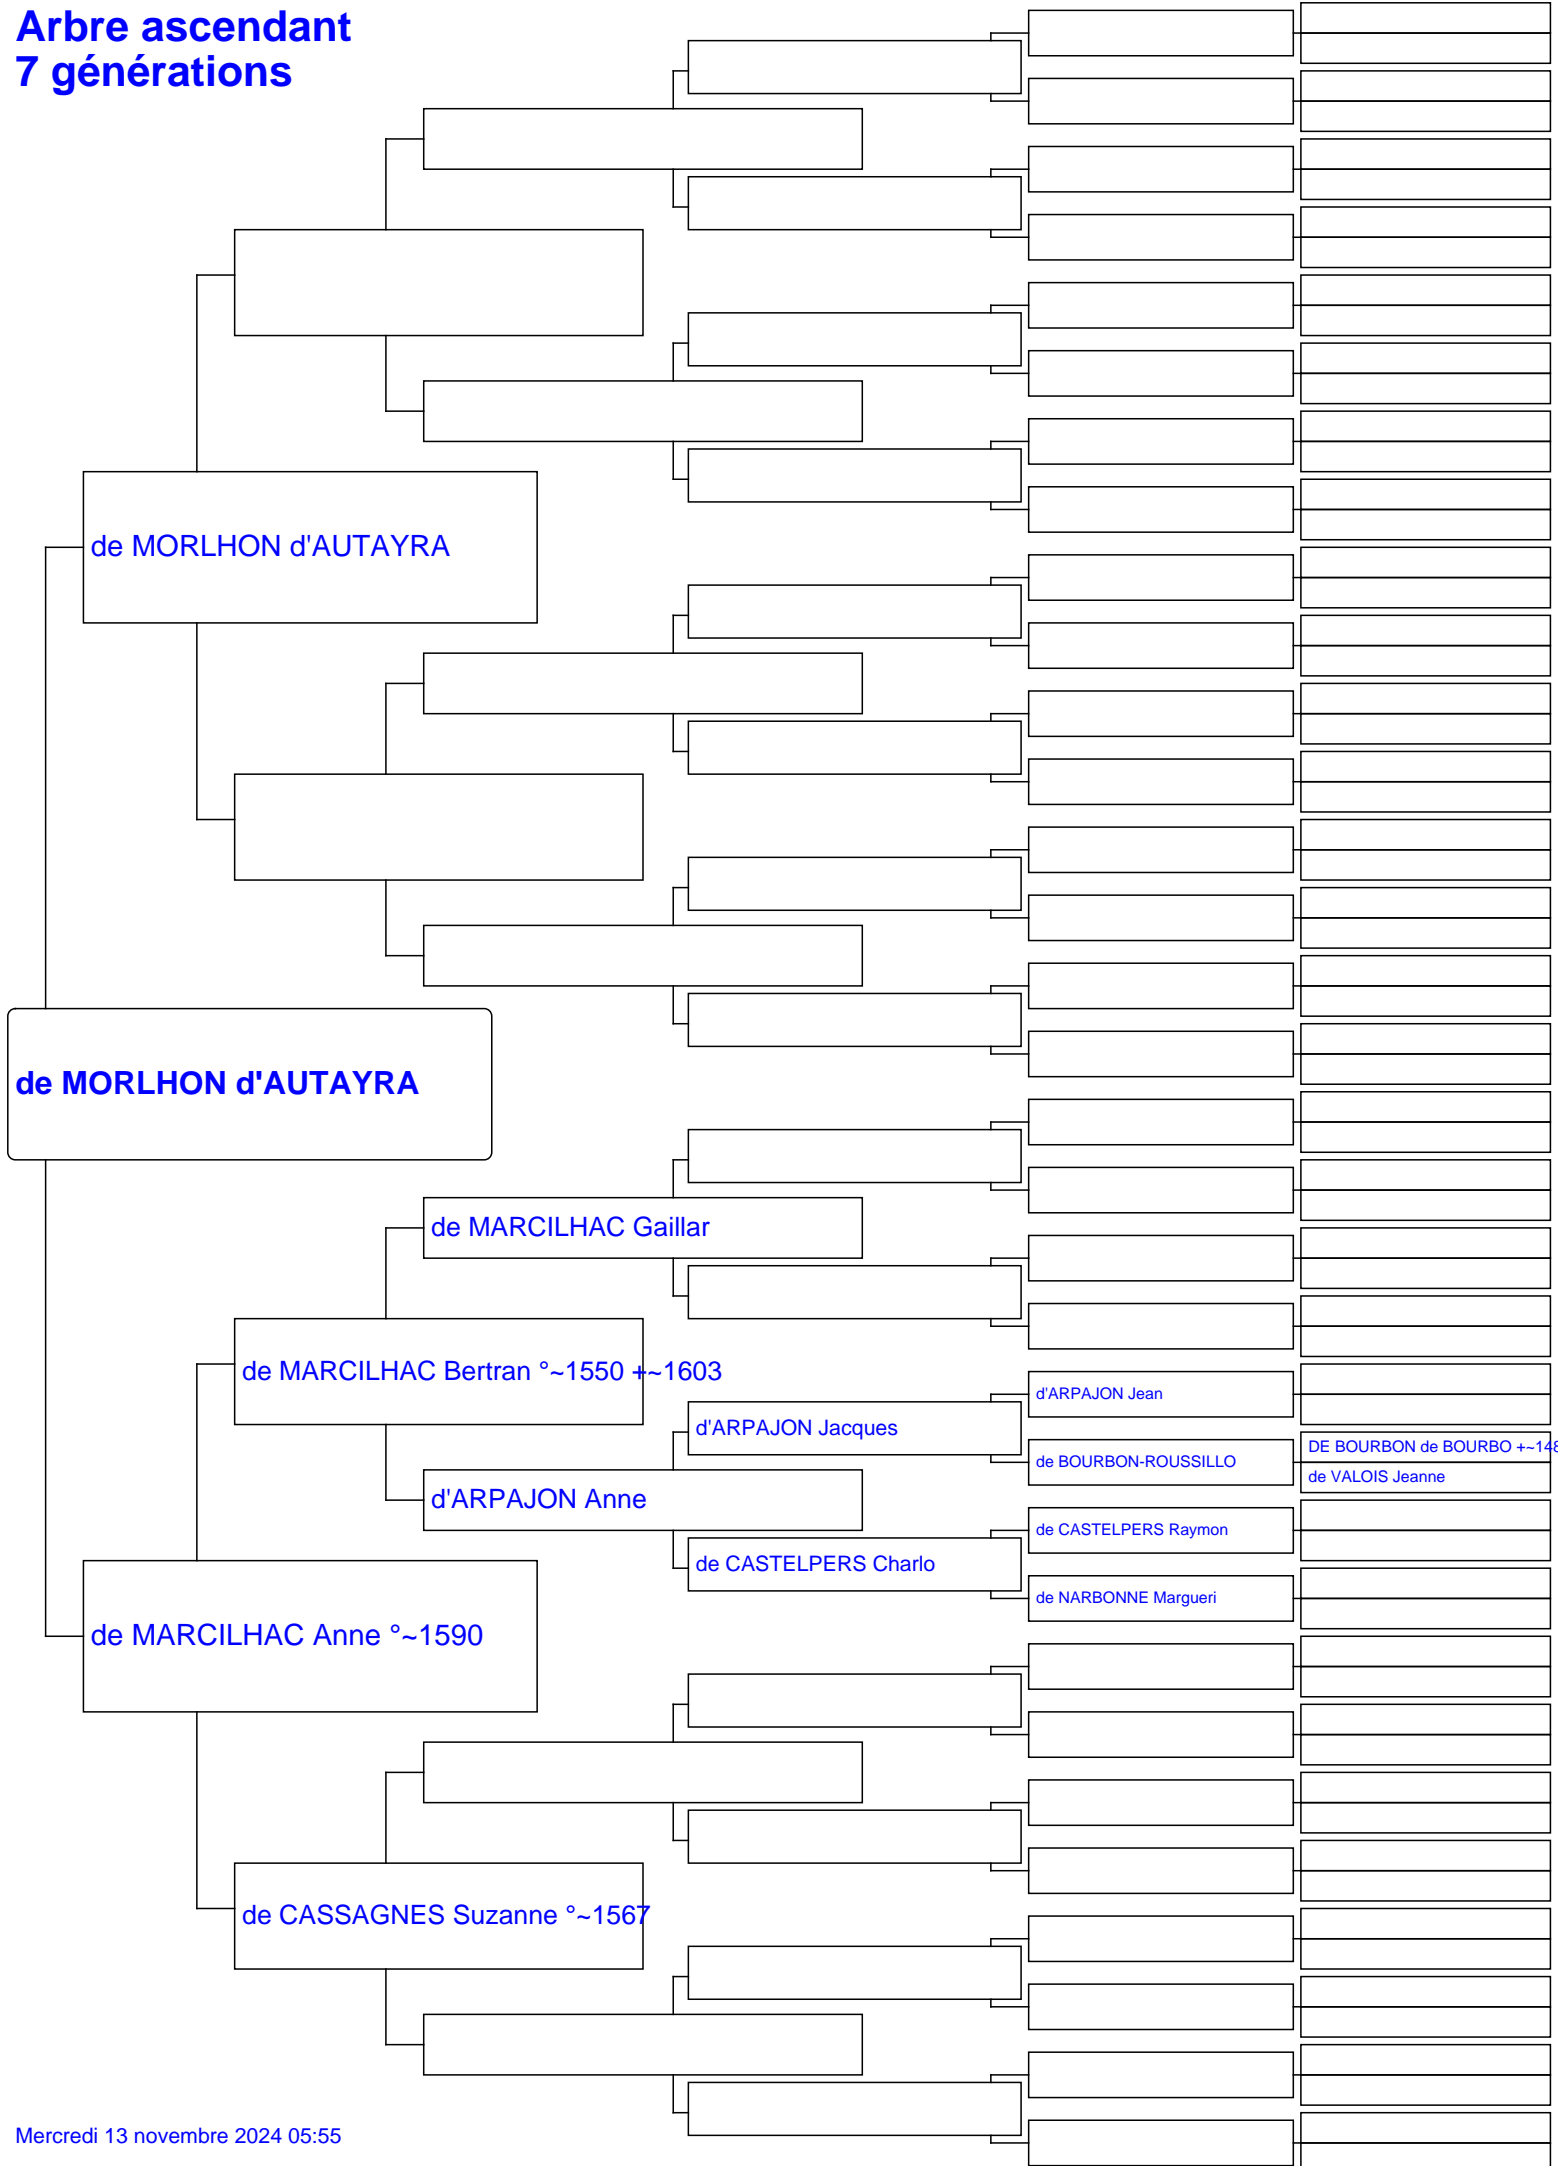 Arbre ascendant
7 générations
de MORLHON d'AUTAYRA
de MORLHON d'AUTAYRA
de MARCILHAC Gaillar
de MARCILHAC Bertran °~1550 +~1603
d'ARPAJON Jean
d'ARPAJON Jacques
DE BOURBON de BOURBO +~148
de BOURBON-ROUSSILLO
de VALOIS Jeanne
d'ARPAJON Anne
de CASTELPERS Raymon
de CASTELPERS Charlo
de NARBONNE Margueri
de MARCILHAC Anne °~1590
de CASSAGNES Suzanne °~1567
Mercredi 13 novembre 2024 05:55